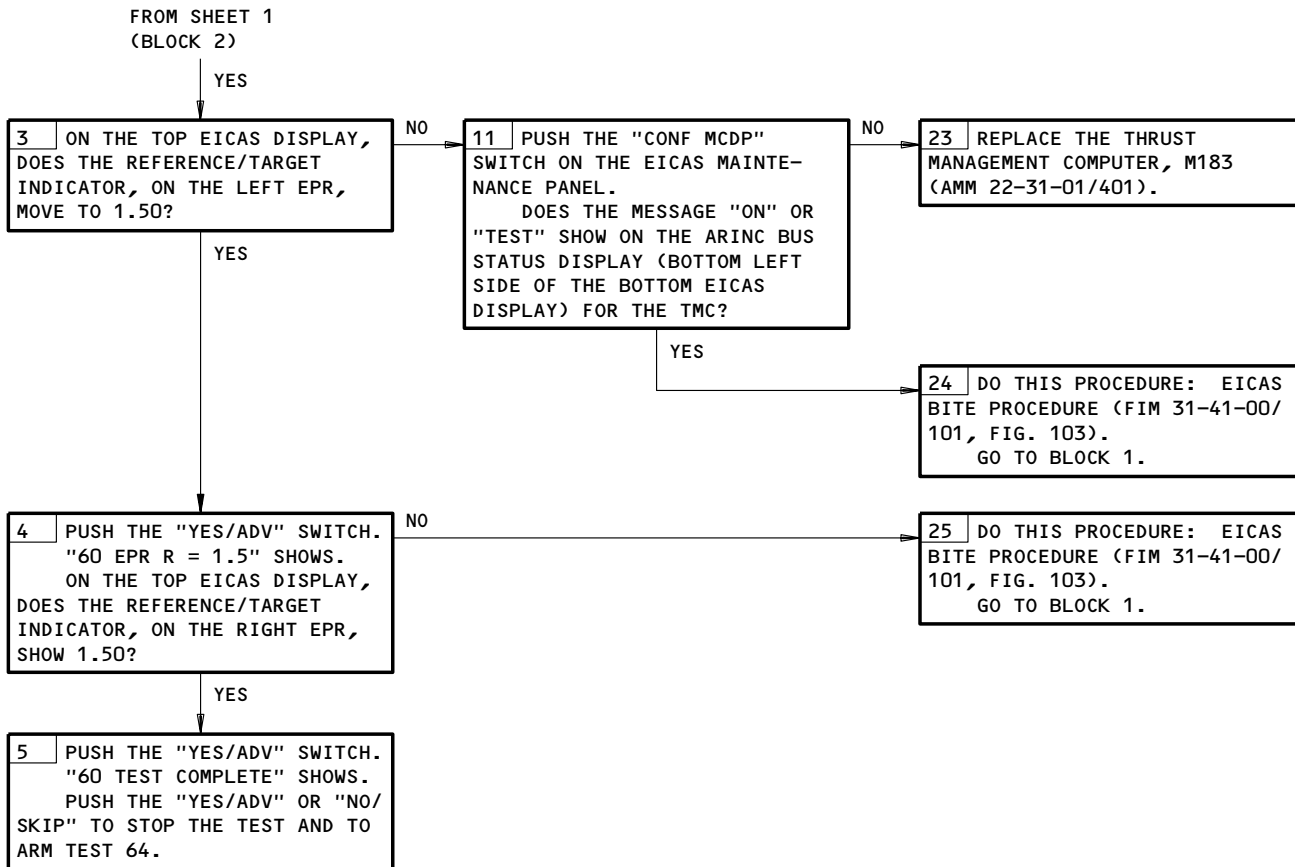 FROM SHEET 1
(BLOCK 2)
YES
3 ON THE TOP EICAS DISPLAY,
DOES THE REFERENCE/TARGET
INDICATOR, ON THE LEFT EPR,
MOVE TO 1.50?
NO
YES
11 PUSH THE "CONF MCDP"
SWITCH ON THE EICAS MAINTE-
NANCE PANEL.
DOES THE MESSAGE "ON" OR
"TEST" SHOW ON THE ARINC BUS
STATUS DISPLAY (BOTTOM LEFT
SIDE OF THE BOTTOM EICAS
DISPLAY) FOR THE TMC?
NO
YES
23 REPLACE THE THRUST
MANAGEMENT COMPUTER, M183
(AMM 22-31-01/401).
24 DO THIS PROCEDURE: EICAS
BITE PROCEDURE (FIM 31-41-00/
101, FIG. 103).
GO TO BLOCK 1.
4 PUSH THE "YES/ADV" SWITCH.
"60 EPR R = 1.5" SHOWS.
ON THE TOP EICAS DISPLAY,
DOES THE REFERENCE/TARGET
INDICATOR, ON THE RIGHT EPR,
SHOW 1.50?
NO
YES
25 DO THIS PROCEDURE: EICAS
BITE PROCEDURE (FIM 31-41-00/
101, FIG. 103).
GO TO BLOCK 1.
5 PUSH THE "YES/ADV" SWITCH.
"60 TEST COMPLETE" SHOWS.
PUSH THE "YES/ADV" OR "NO/
SKIP" TO STOP THE TEST AND TO
ARM TEST 64.